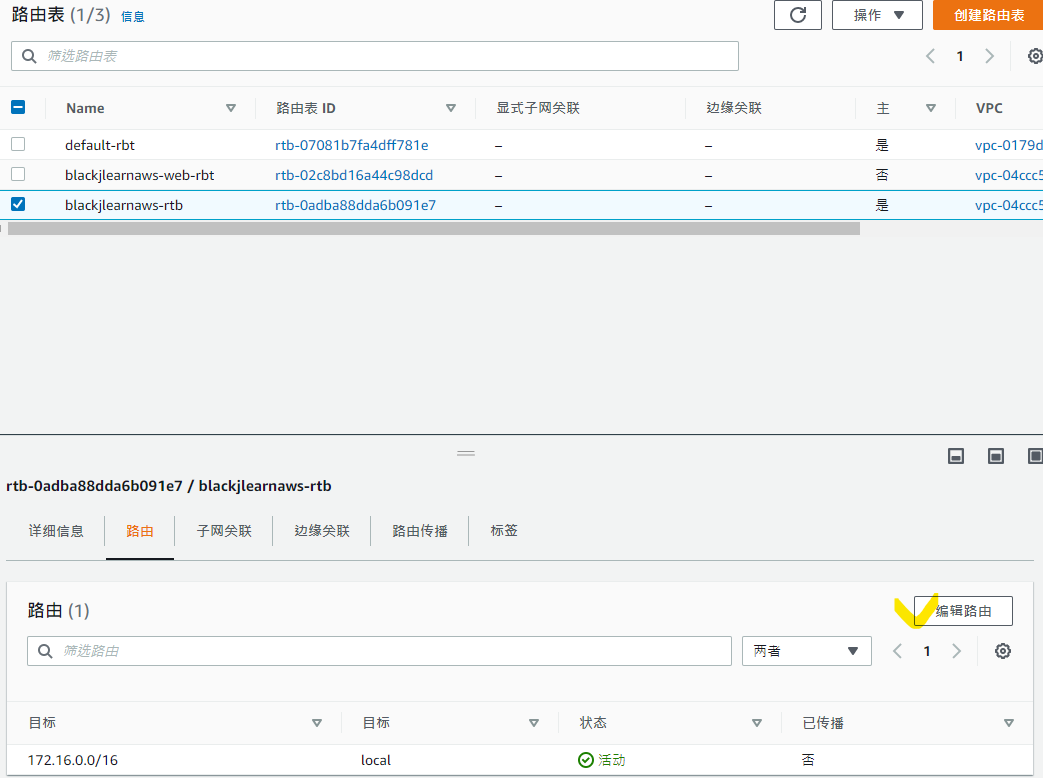 路由表 (1/3) 信息
操作 创建路由表
筛选路由表 1
Name 路由表 ID 显式子网关联 边缘关联 主 VPC
default-rbt rtb-07081b7fa4dff781e – – 是 vpc-0179d
blackjlearnaws-web-rbt rtb-02c8bd16a44c98dcd – – 否 vpc-04ccc5
blackjlearnaws-rtb rtb-0adba88dda6b091e7 – – 是 vpc-04ccc5
rtb-0adba88dda6b091e7 / blackjlearnaws-rtb
详细信息 路由 子网关联 边缘关联 路由传播 标签
路由 (1) 编辑路由
筛选路由 两者 1
目标 目标 状态 已传播
172.16.0.0/16 local 活动 否